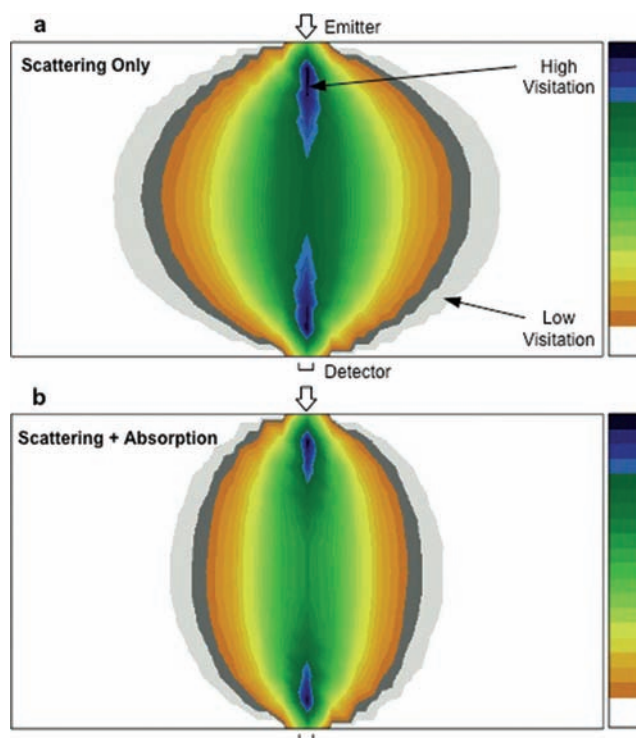 a
Emitter
Scattering Only
High
Visitation
Low
Visitation
Detector
b
Scattering + Absorption